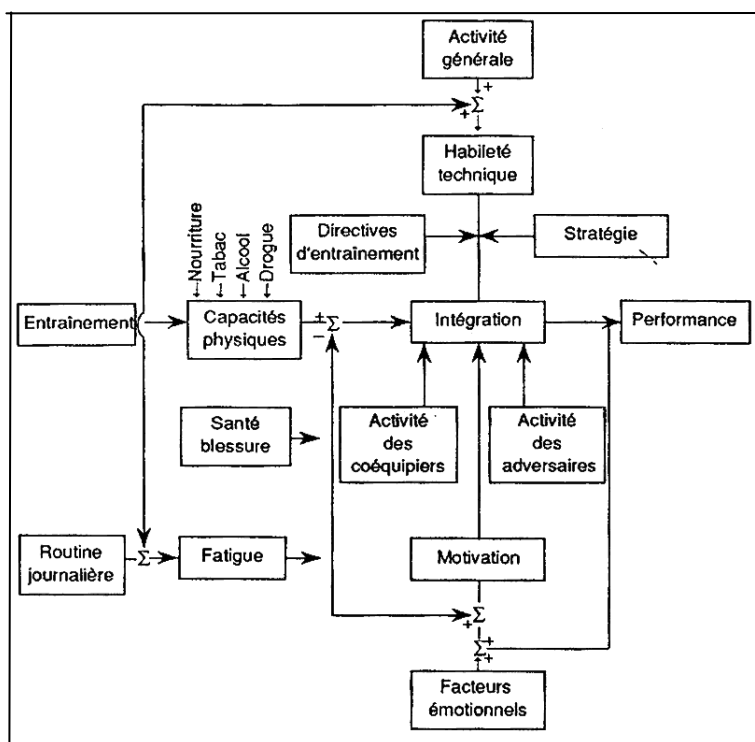 Activité
générale
+
+ Σ
Habileté
technique
Directives
d'entraînement
Stratégie
Nourriture
Tabac
Alcool
Drogue
Entraînement
Capacités
physiques
+ Σ
−
Intégration
Performance
Santé
blessure
Activité
des
coéquipiers
Activité
des
adversaires
Routine
journalière
Σ
Fatigue
Motivation
+ Σ
Σ +
+
Facteurs
émotionnels